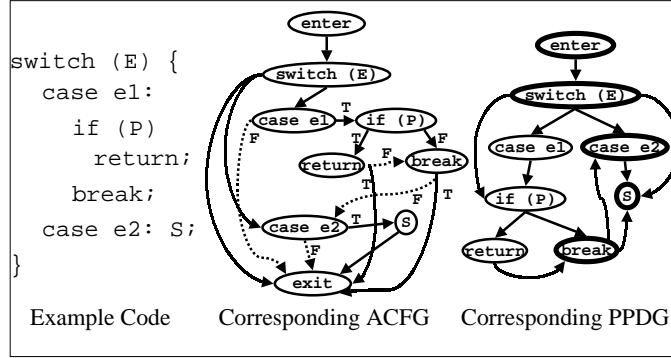 switch (E) {
case e1:
if (P)
return;
break;
case e2: S;
}
Example Code
enter
switch (E)
case e1
T
if (P)
F
T
F
return
F
break
T
F
T
case e2
T
S
F
exit
Corresponding ACFG
enter
switch (E)
case e1
case e2
if (P)
S
return
break
Corresponding PPDG